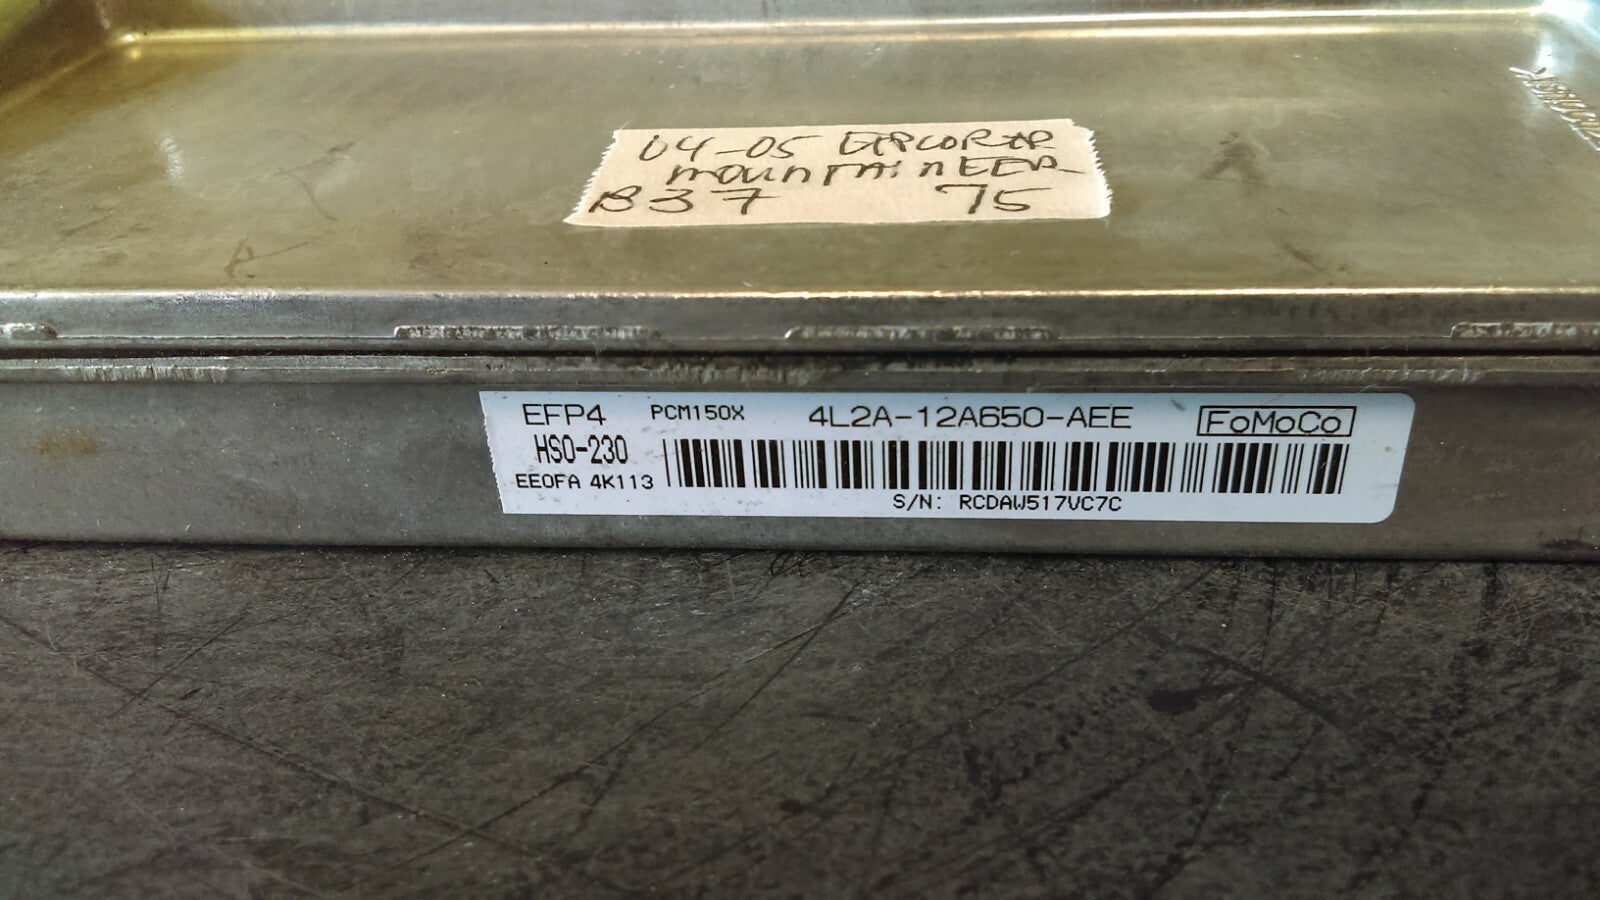 04-05 EXPLORER
MOUNTAINEER
B37 75
EFP4 PCM150X 4L2A-12A650-AEE FoMoCo
HSO-230
EEOFA 4K113
S/N: RCDAW517VC7C